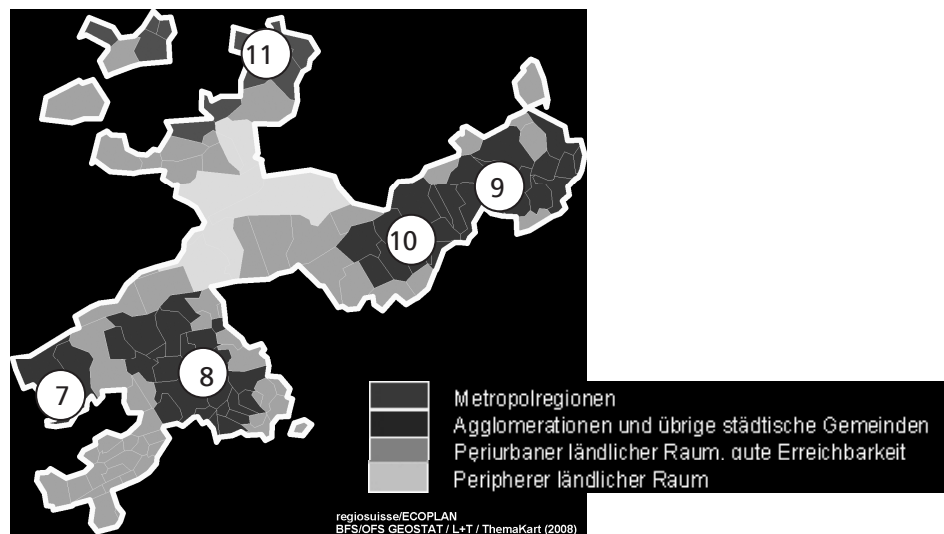 11
9
10
8
7
Metropolregionen
Agglomerationen und übrige städtische Gemeinden
Periurbaner ländlicher Raum, gute Erreichbarkeit
Peripherer ländlicher Raum
regiosuisse/ECOPLAN
BFS/OFS GEOSTAT / L+T / ThemaKart (2008)